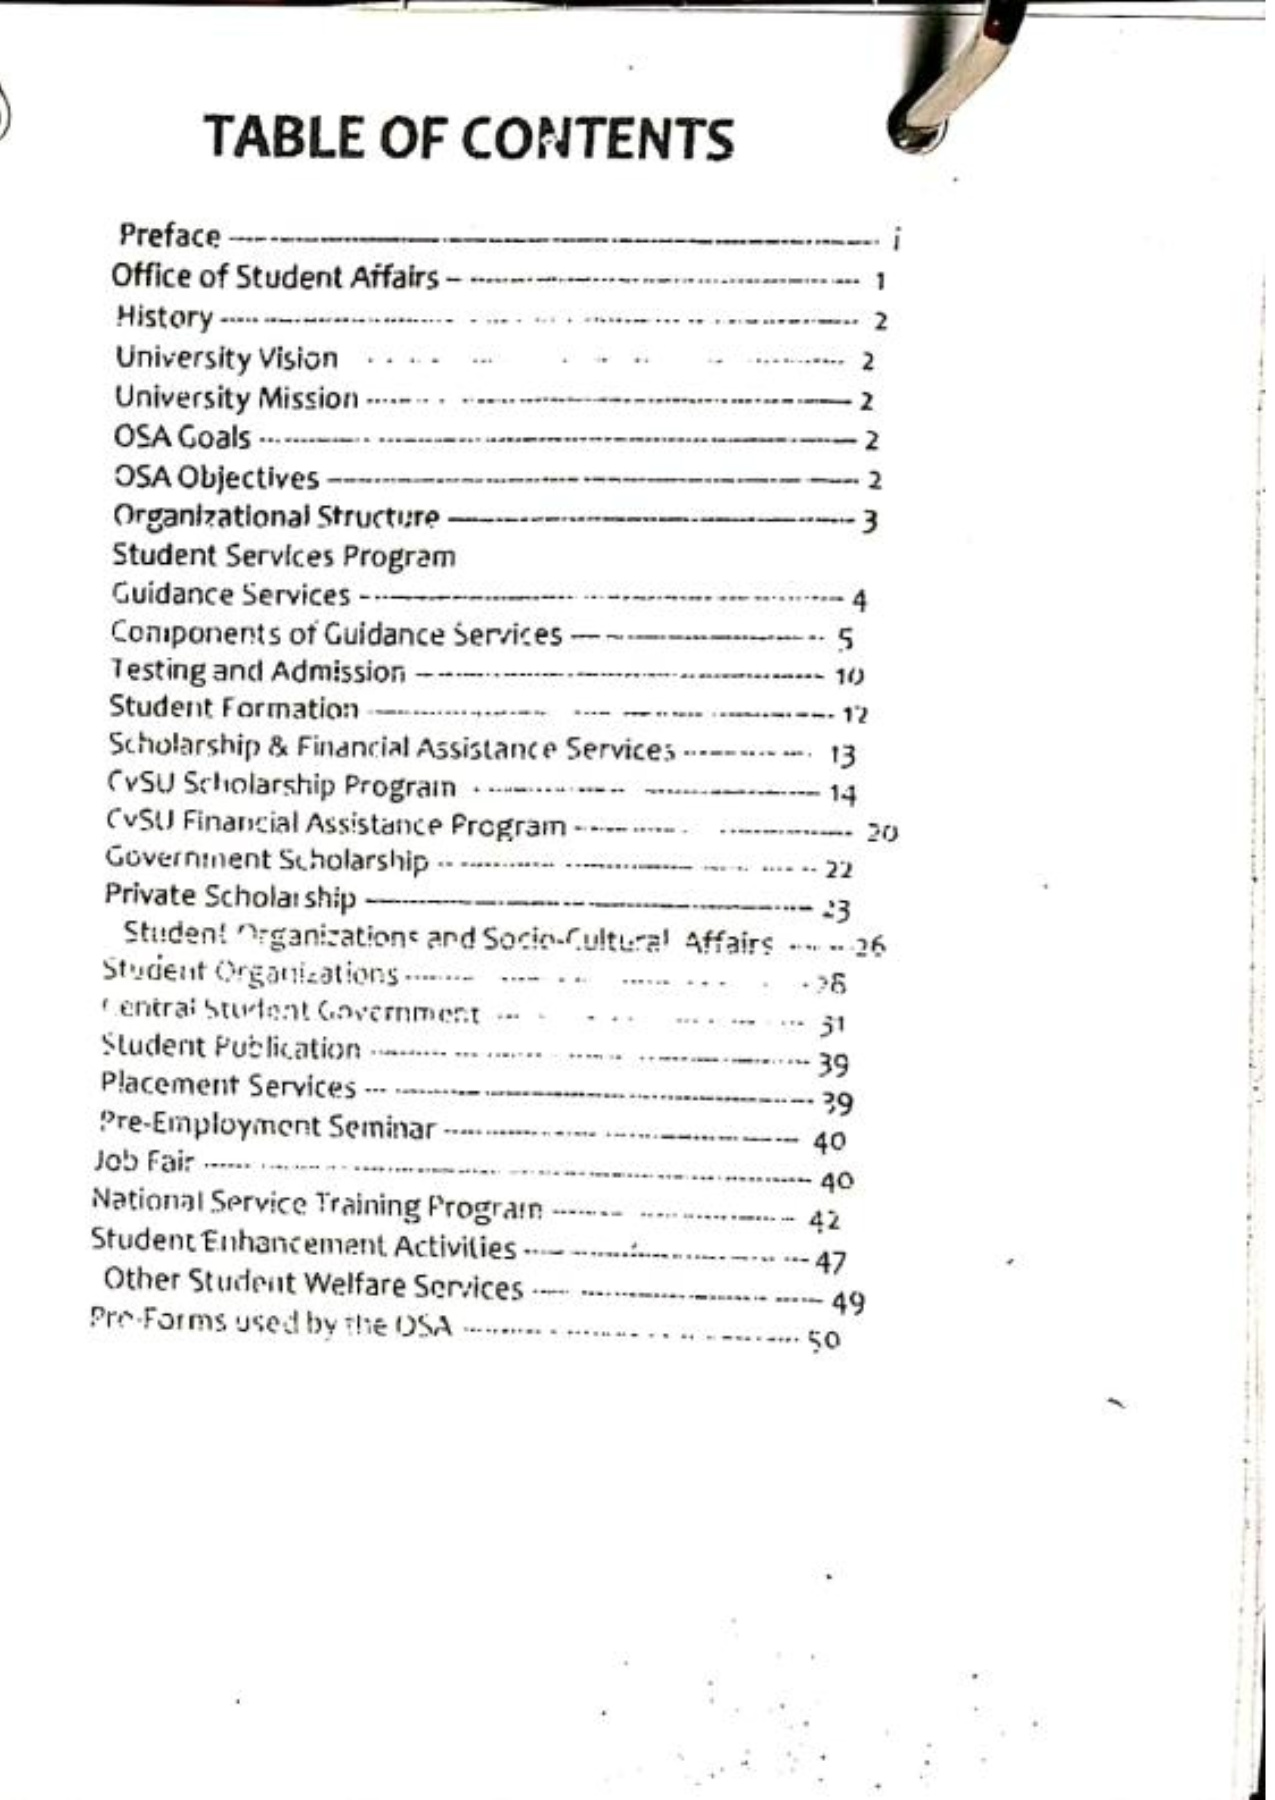 TABLE OF CONTENTS
Preface ---------- i
Office of Student Affairs ---------- 1
History ---------- 2
University Vision ---------- 2
University Mission ---------- 2
OSA Goals ---------- 2
OSA Objectives ---------- 2
Organizational Structure ---------- 3
Student Services Program
Guidance Services ---------- 4
Components of Guidance Services ---------- 5
Testing and Admission ---------- 10
Student Formation ---------- 12
Scholarship & Financial Assistance Services ---------- 13
CvSU Scholarship Program ---------- 14
CvSU Financial Assistance Program ---------- 20
Government Scholarship ---------- 22
Private Scholarship ---------- 23
Student Organizations and Socio-Cultural Affairs ---------- 26
Student Organizations ---------- 28
Central Student Government ---------- 31
Student Publication ---------- 39
Placement Services ---------- 39
Pre-Employment Seminar ---------- 40
Job Fair ---------- 40
National Service Training Program ---------- 42
Student Enhancement Activities ---------- 47
Other Student Welfare Services ---------- 49
Pro-Forms used by the OSA ---------- 50